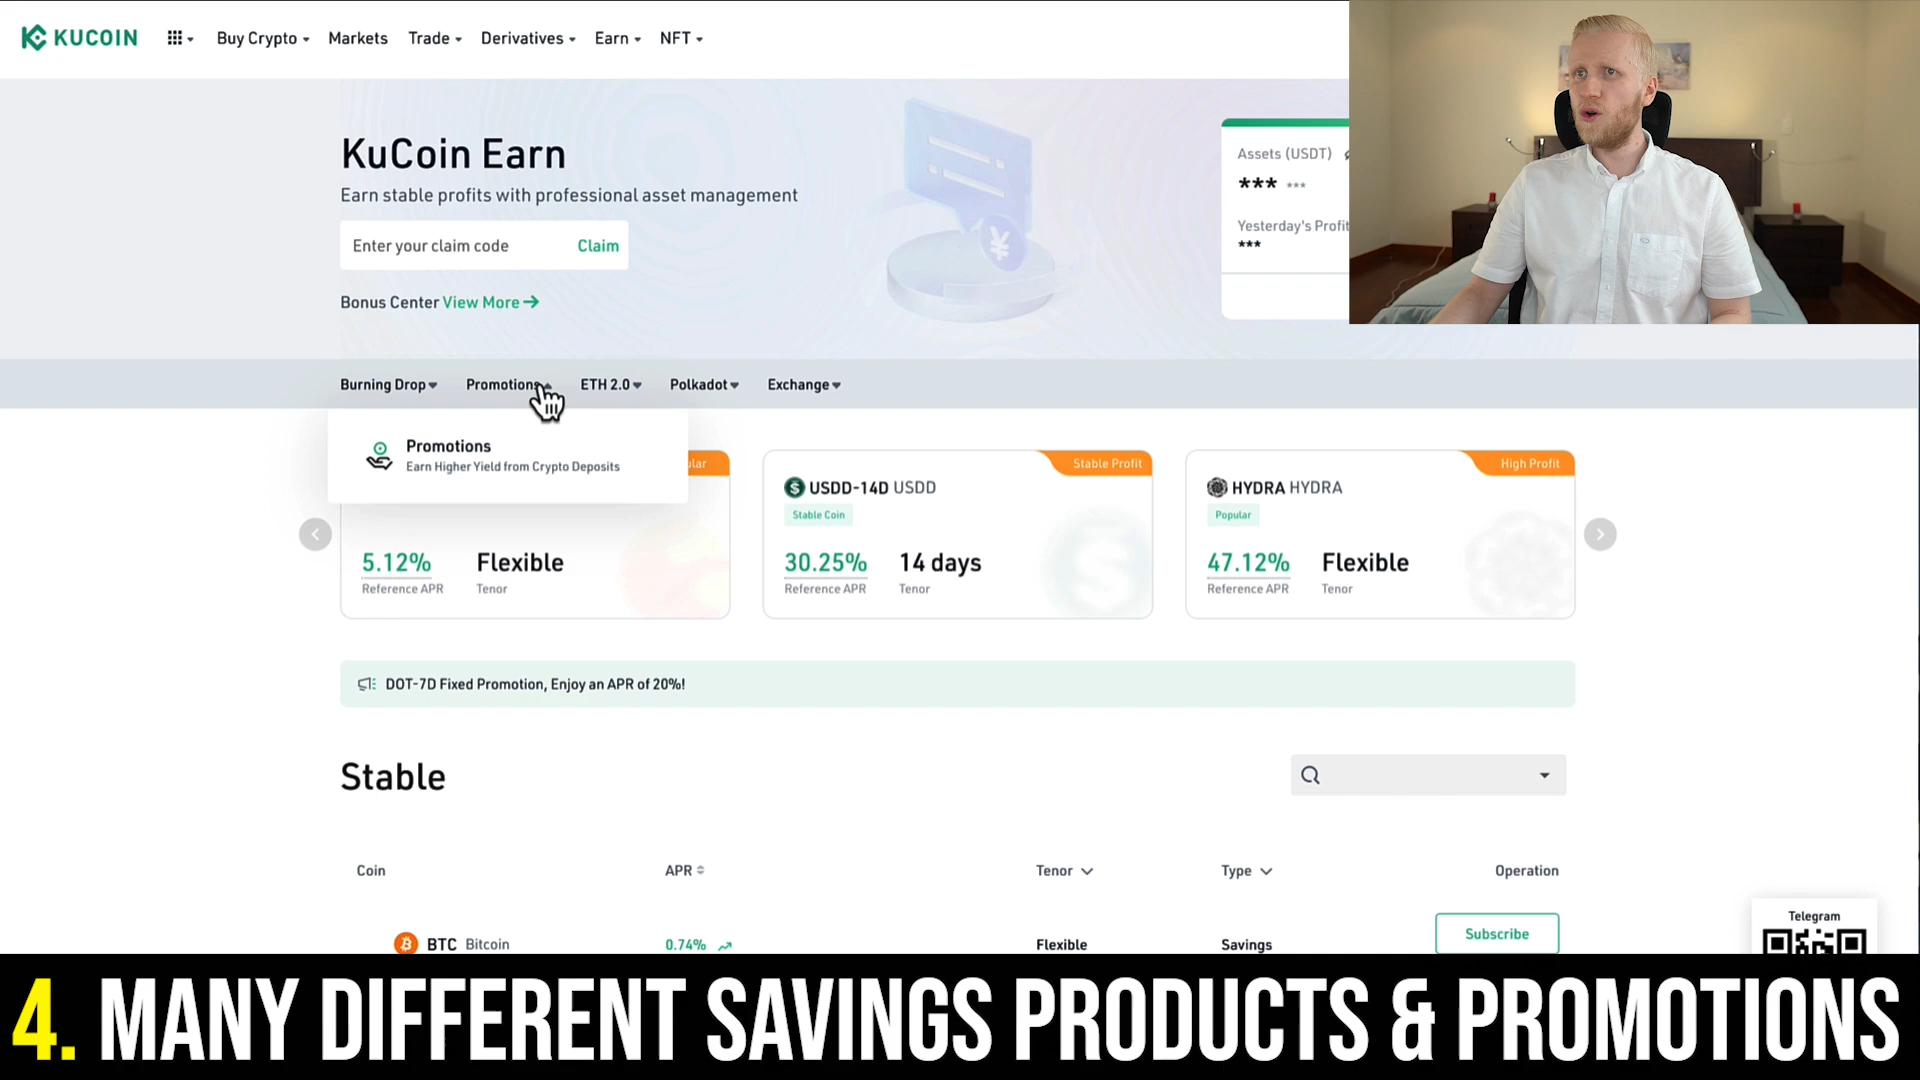 KUCOIN
Buy Crypto
Markets
Trade
Derivatives
Earn
NFT
KuCoin Earn
Earn stable profits with professional asset management
Enter your claim code
Claim
Bonus Center View More →
Assets (USDT)
*** ***
Yesterday's Profit
***
Burning Drop
Promotions
ETH 2.0
Polkadot
Exchange
Promotions
Earn Higher Yield from Crypto Deposits
5.12%
Flexible
Reference APR
Tenor
Stable Profit
USDD-14D USDD
Stable Coin
30.25%
14 days
Reference APR
Tenor
High Profit
HYDRA HYDRA
Popular
47.12%
Flexible
Reference APR
Tenor
DOT-7D Fixed Promotion, Enjoy an APR of 20%!
Stable
Coin
APR
Tenor
Type
Operation
BTC Bitcoin
0.74%
Flexible
Savings
Subscribe
Telegram
4. MANY DIFFERENT SAVINGS PRODUCTS & PROMOTIONS